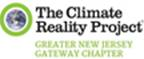 The Climate
Reality Project
GREATER NEW JERSEY
GATEWAY CHAPTER